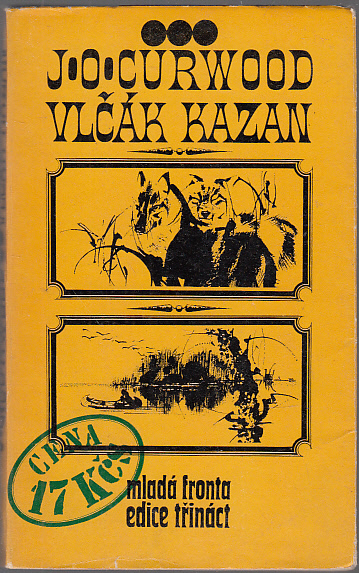 J•O•CURWOOD
VLČÁK KAZAN
CENA
17 Kčs
mladá fronta
edice třináct